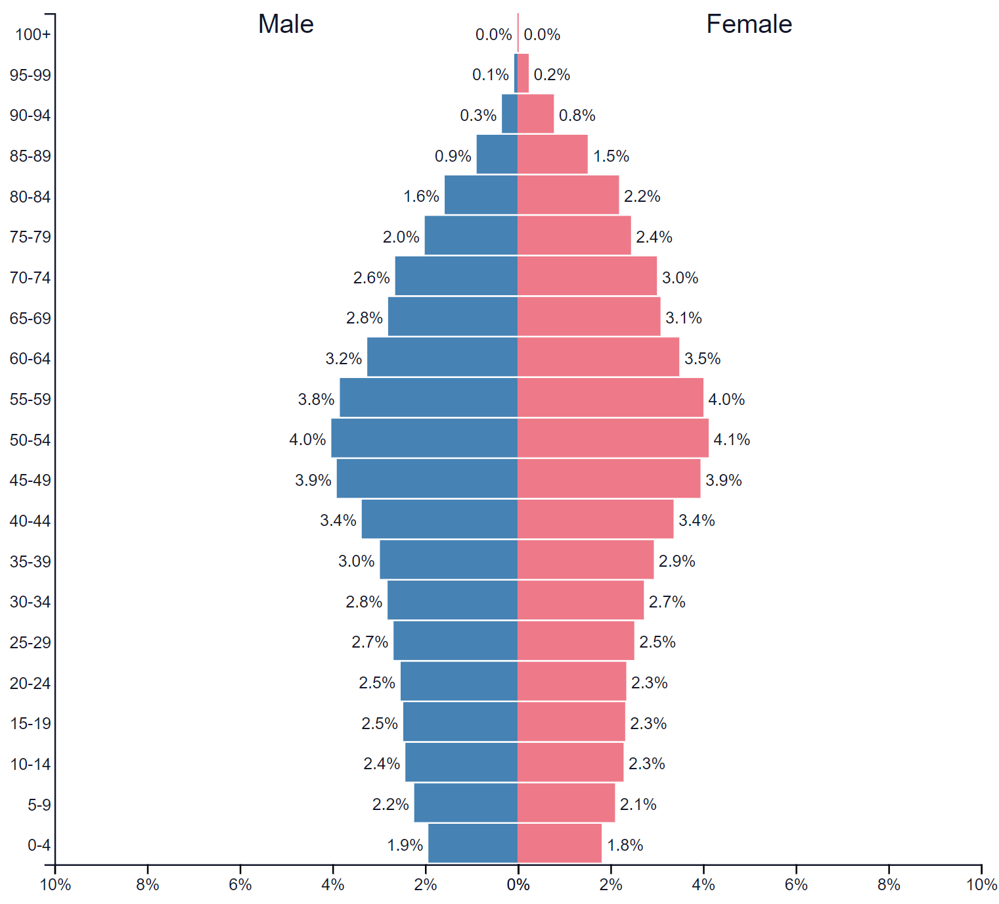 Male Female
100+ 0.0% 0.0%
95-99 0.1% 0.2%
90-94 0.3% 0.8%
85-89 0.9% 1.5%
80-84 1.6% 2.2%
75-79 2.0% 2.4%
70-74 2.6% 3.0%
65-69 2.8% 3.1%
60-64 3.2% 3.5%
55-59 3.8% 4.0%
50-54 4.0% 4.1%
45-49 3.9% 3.9%
40-44 3.4% 3.4%
35-39 3.0% 2.9%
30-34 2.8% 2.7%
25-29 2.7% 2.5%
20-24 2.5% 2.3%
15-19 2.5% 2.3%
10-14 2.4% 2.3%
5-9 2.2% 2.1%
0-4 1.9% 1.8%
10% 8% 6% 4% 2% 0% 2% 4% 6% 8% 10%